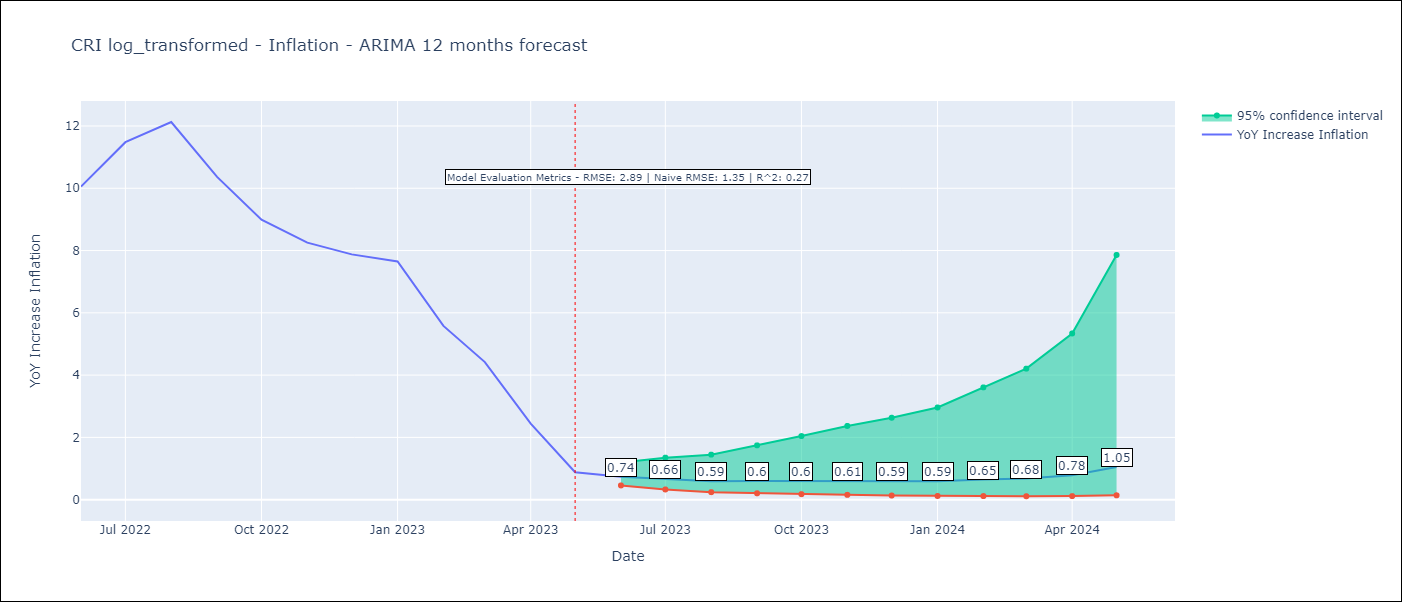 CRI log_transformed - Inflation - ARIMA 12 months forecast
95% confidence interval
YoY Increase Inflation
Model Evaluation Metrics - RMSE: 2.89 | Naive RMSE: 1.35 | R^2: 0.27
YoY Increase Inflation
12
10
8
6
4
2
0
0.74
0.66
0.59
0.6
0.6
0.61
0.59
0.59
0.65
0.68
0.78
1.05
Jul 2022
Oct 2022
Jan 2023
Apr 2023
Jul 2023
Oct 2023
Jan 2024
Apr 2024
Date